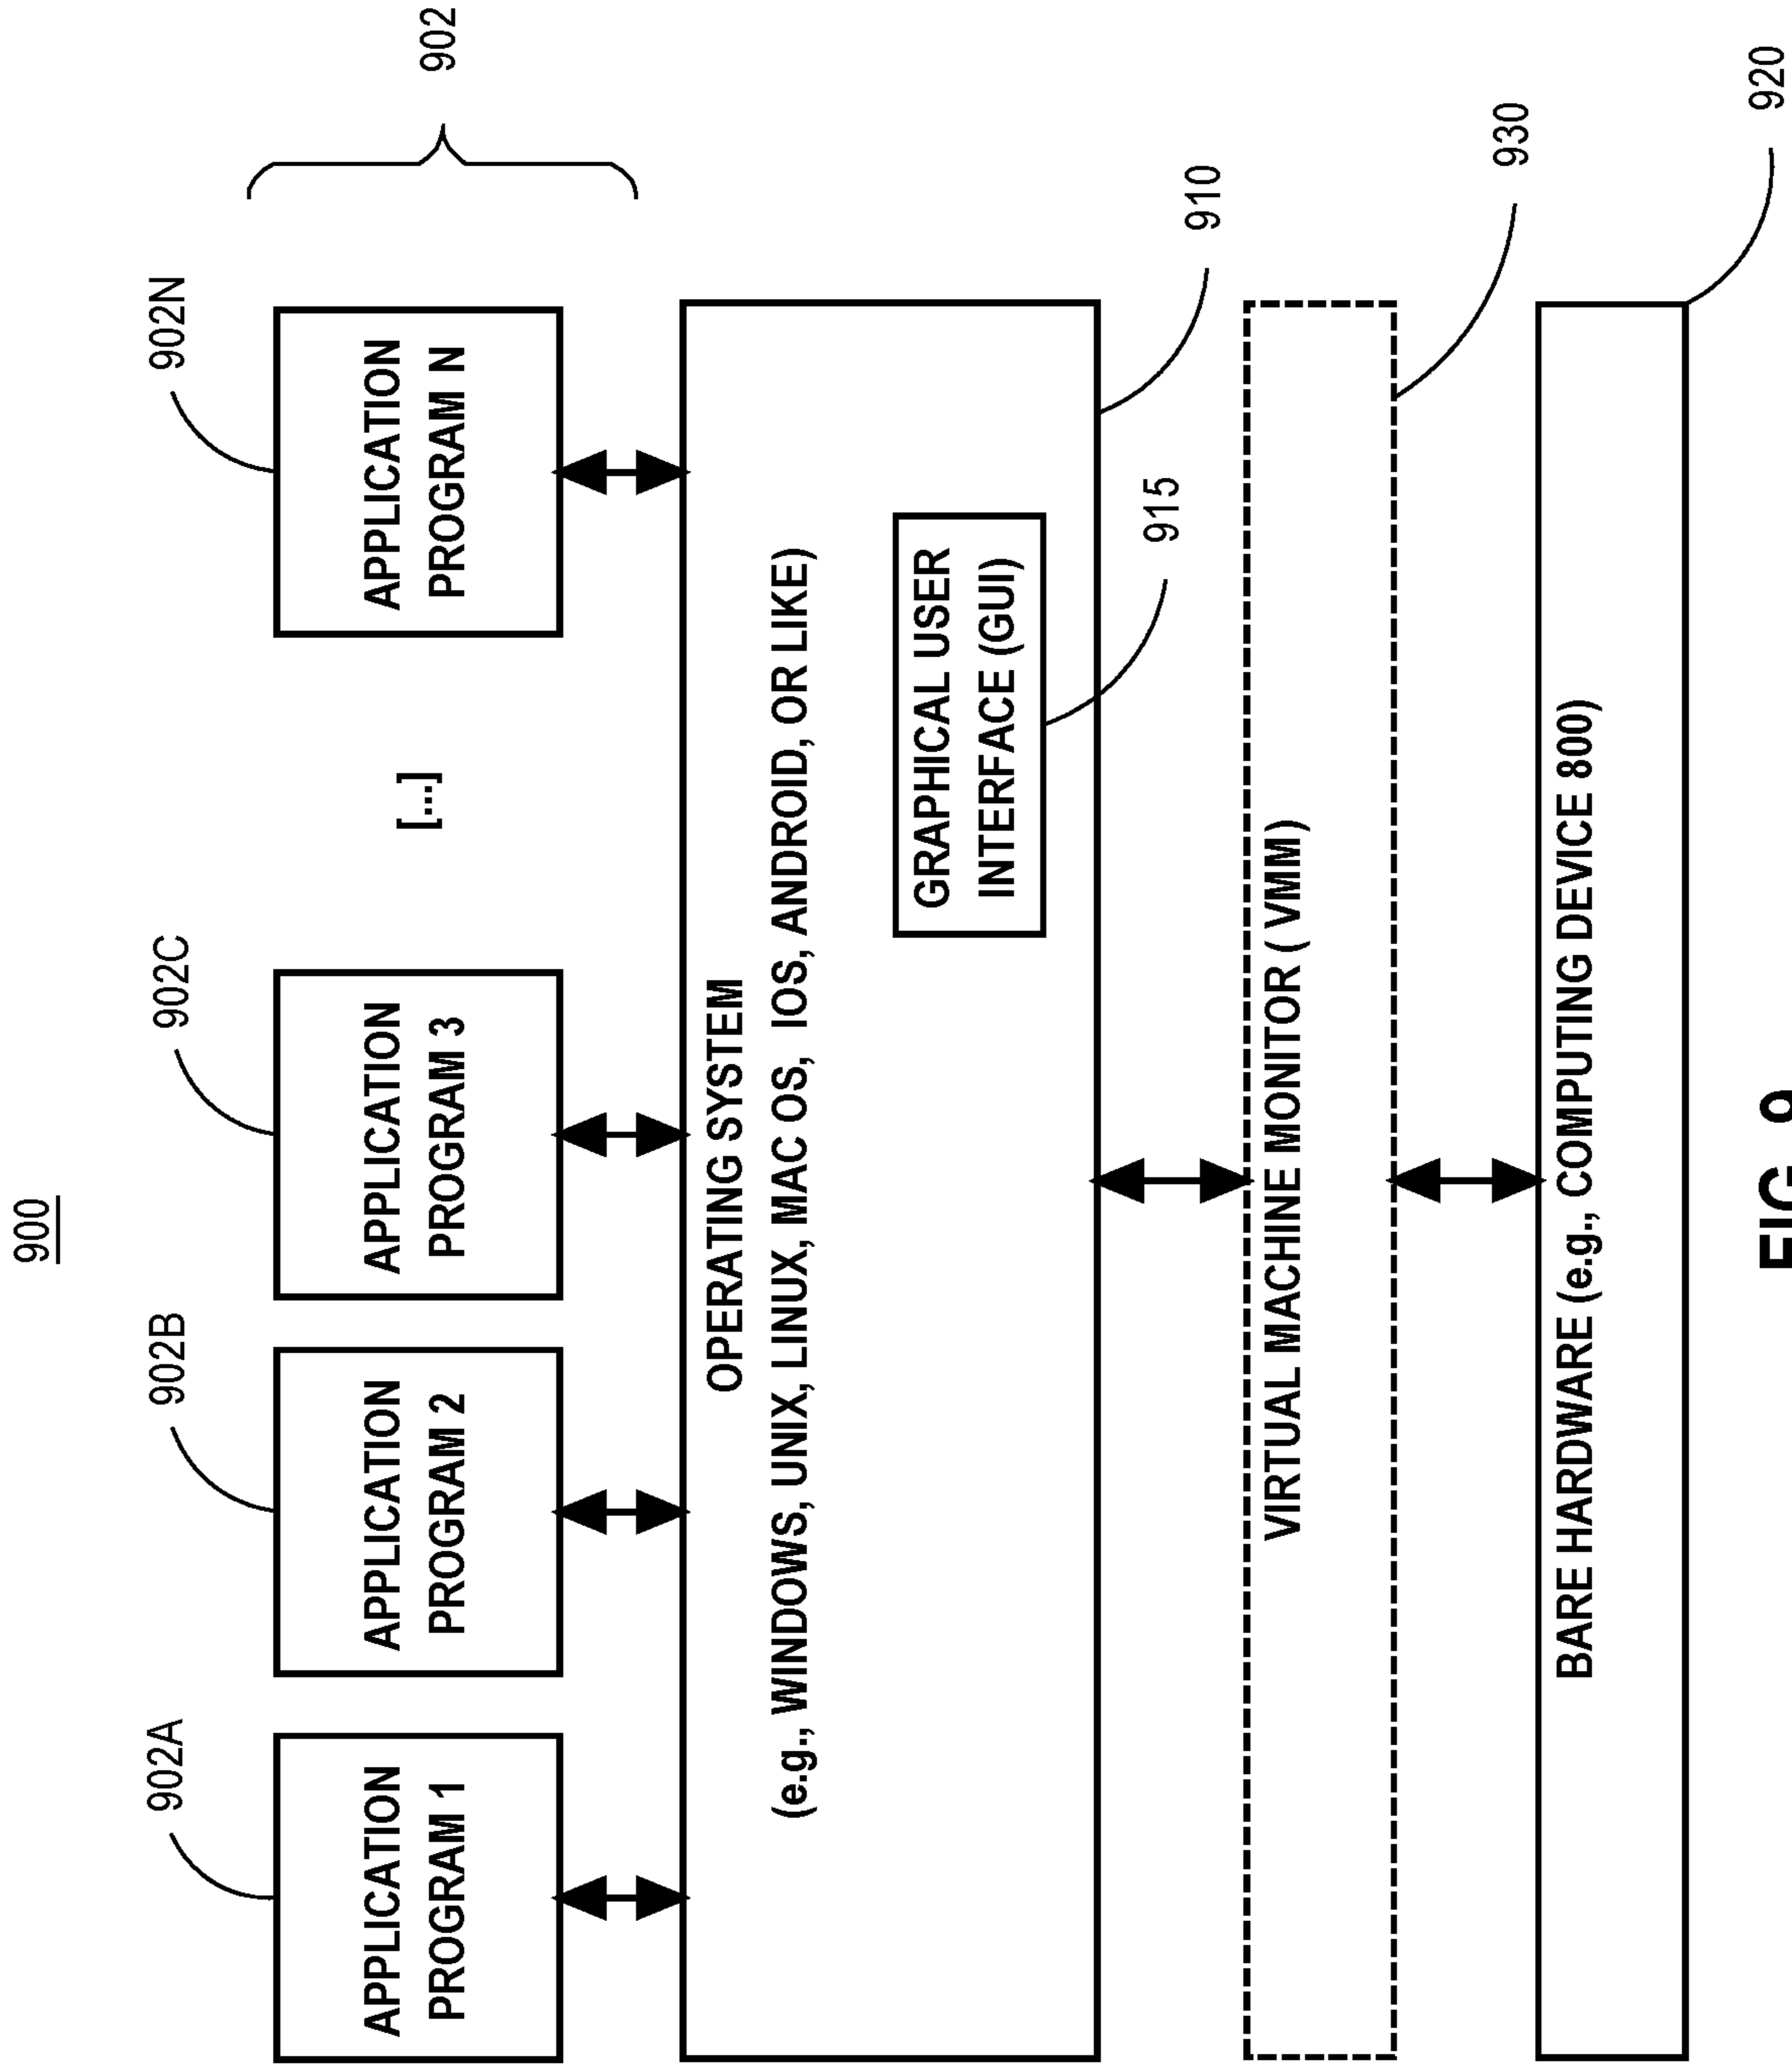 900
902A
902B
902C
902N
902
APPLICATION
PROGRAM 1
APPLICATION
PROGRAM 2
APPLICATION
PROGRAM 3
[...]
APPLICATION
PROGRAM N
OPERATING SYSTEM
(e.g., WINDOWS, UNIX, LINUX, MAC OS, IOS, ANDROID, OR LIKE)
GRAPHICAL USER
INTERFACE (GUI)
910
915
VIRTUAL MACHINE MONITOR ( VMM)
930
BARE HARDWARE (e.g., COMPUTING DEVICE 800)
920
FIG. 9